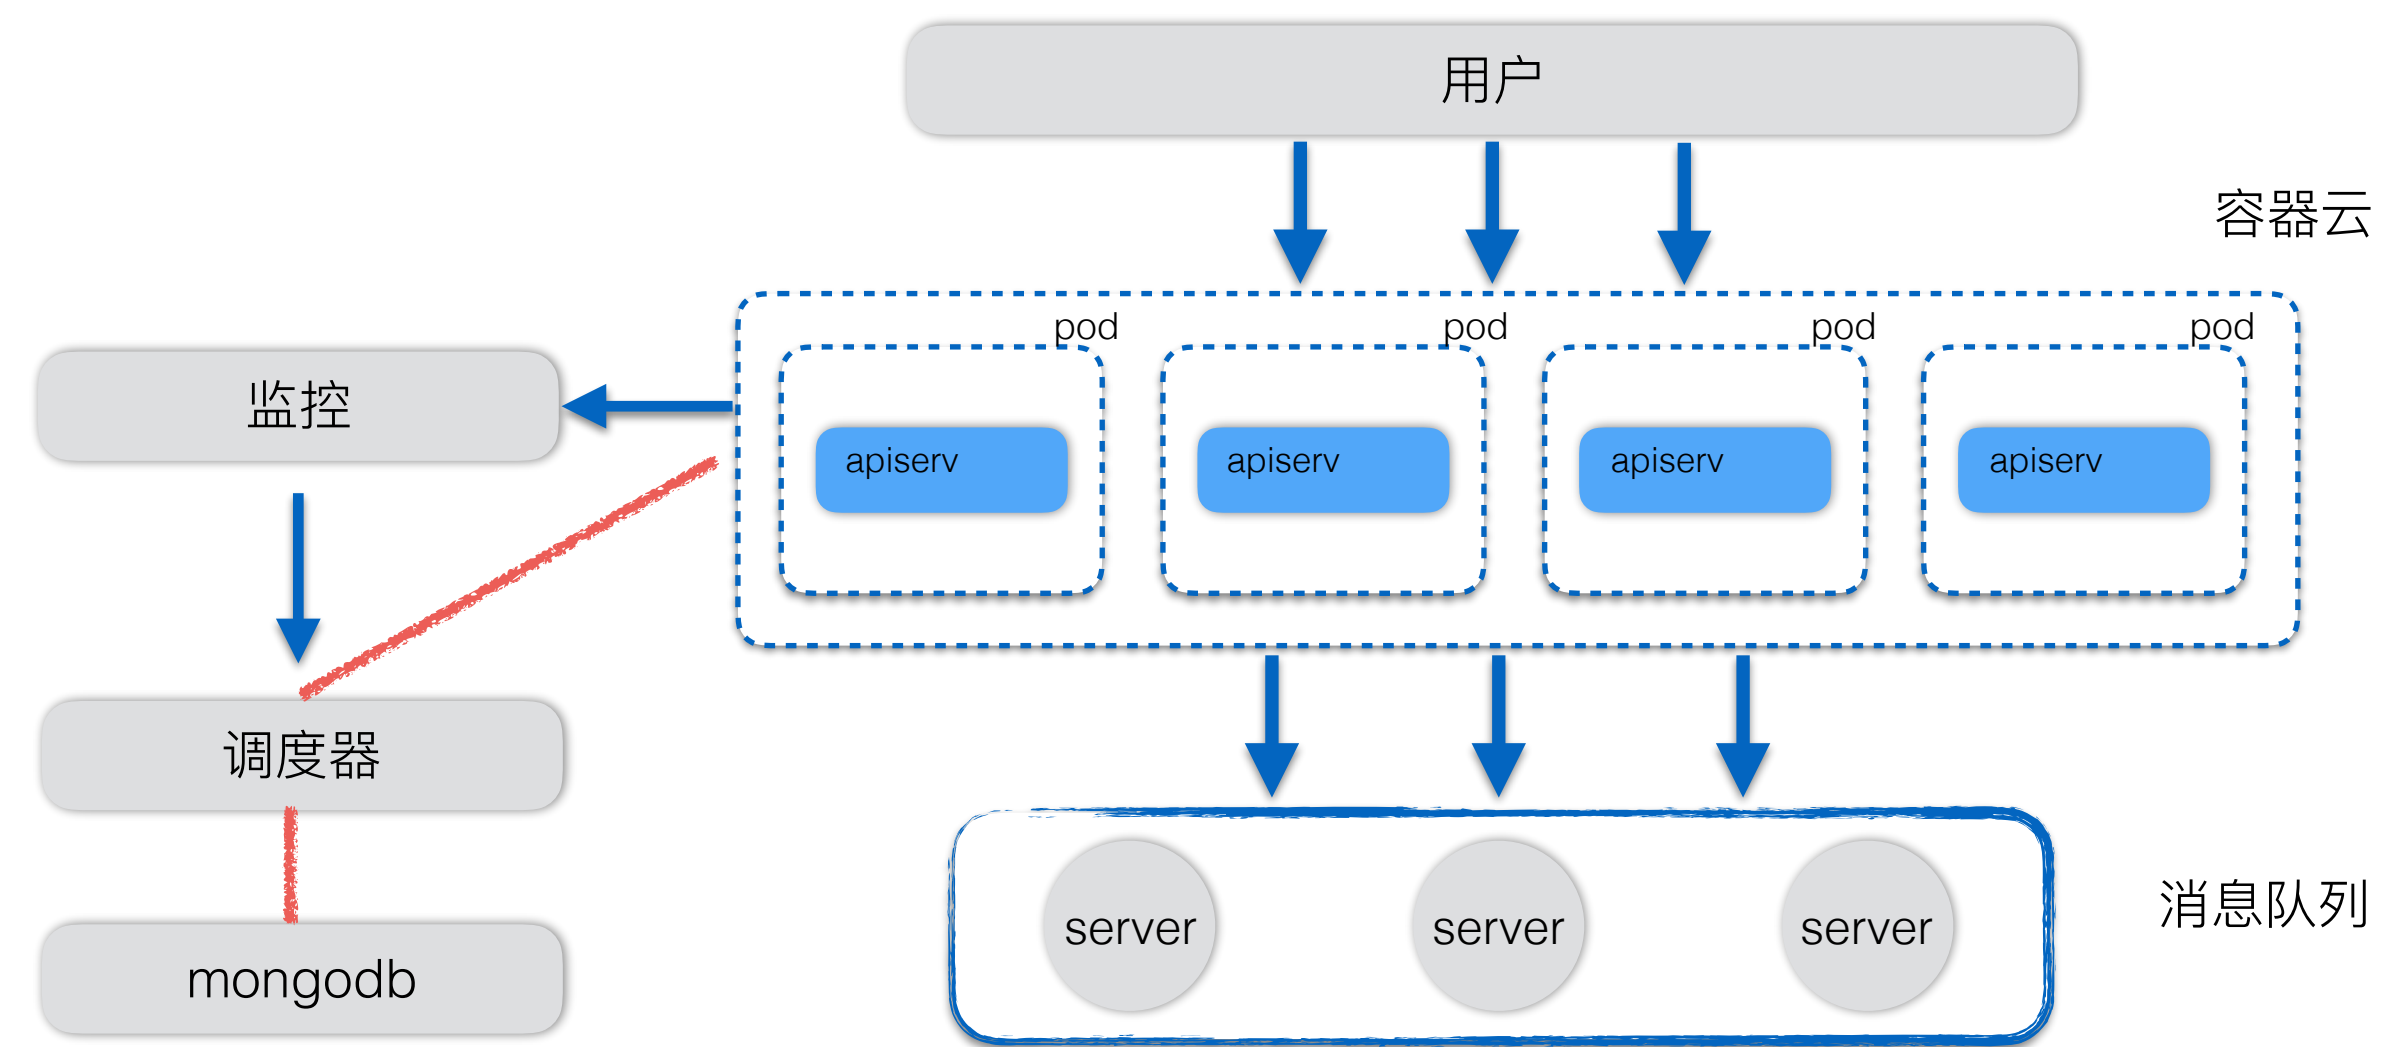 用户
容器云
pod
pod
pod
pod
监控
apiserv
apiserv
apiserv
apiserv
调度器
消息队列
server
server
server
mongodb